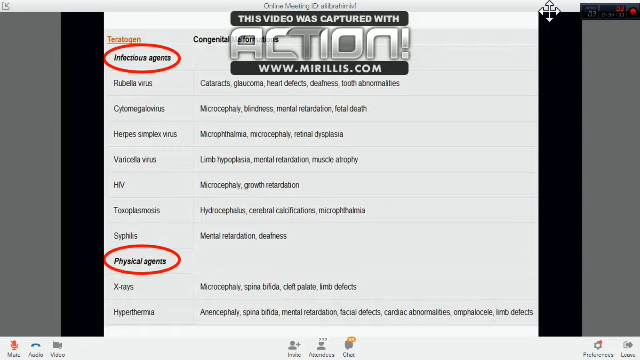 Online Meeting ID: aliibrahimiv1
THIS VIDEO WAS CAPTURED WITH
ACTION!
WWW.MIRILLIS.COM
Teratogen Congenital Malformations
Infectious agents
Rubella virus Cataracts, glaucoma, heart defects, deafness, tooth abnormalities
Cytomegalovirus Microcephaly, blindness, mental retardation, fetal death
Herpes simplex virus Microphthalmia, microcephaly, retinal dysplasia
Varicella virus Limb hypoplasia, mental retardation, muscle atrophy
HIV Microcephaly, growth retardation
Toxoplasmosis Hydrocephalus, cerebral calcifications, microphthalmia
Syphilis Mental retardation, deafness
Physical agents
X-rays Microcephaly, spina bifida, cleft palate, limb defects
Hyperthermia Anencephaly, spina bifida, mental retardation, facial defects, cardiac abnormalities, omphalocele, limb defects
Mute Audio Video Invite Attendees Chat Preferences Leave